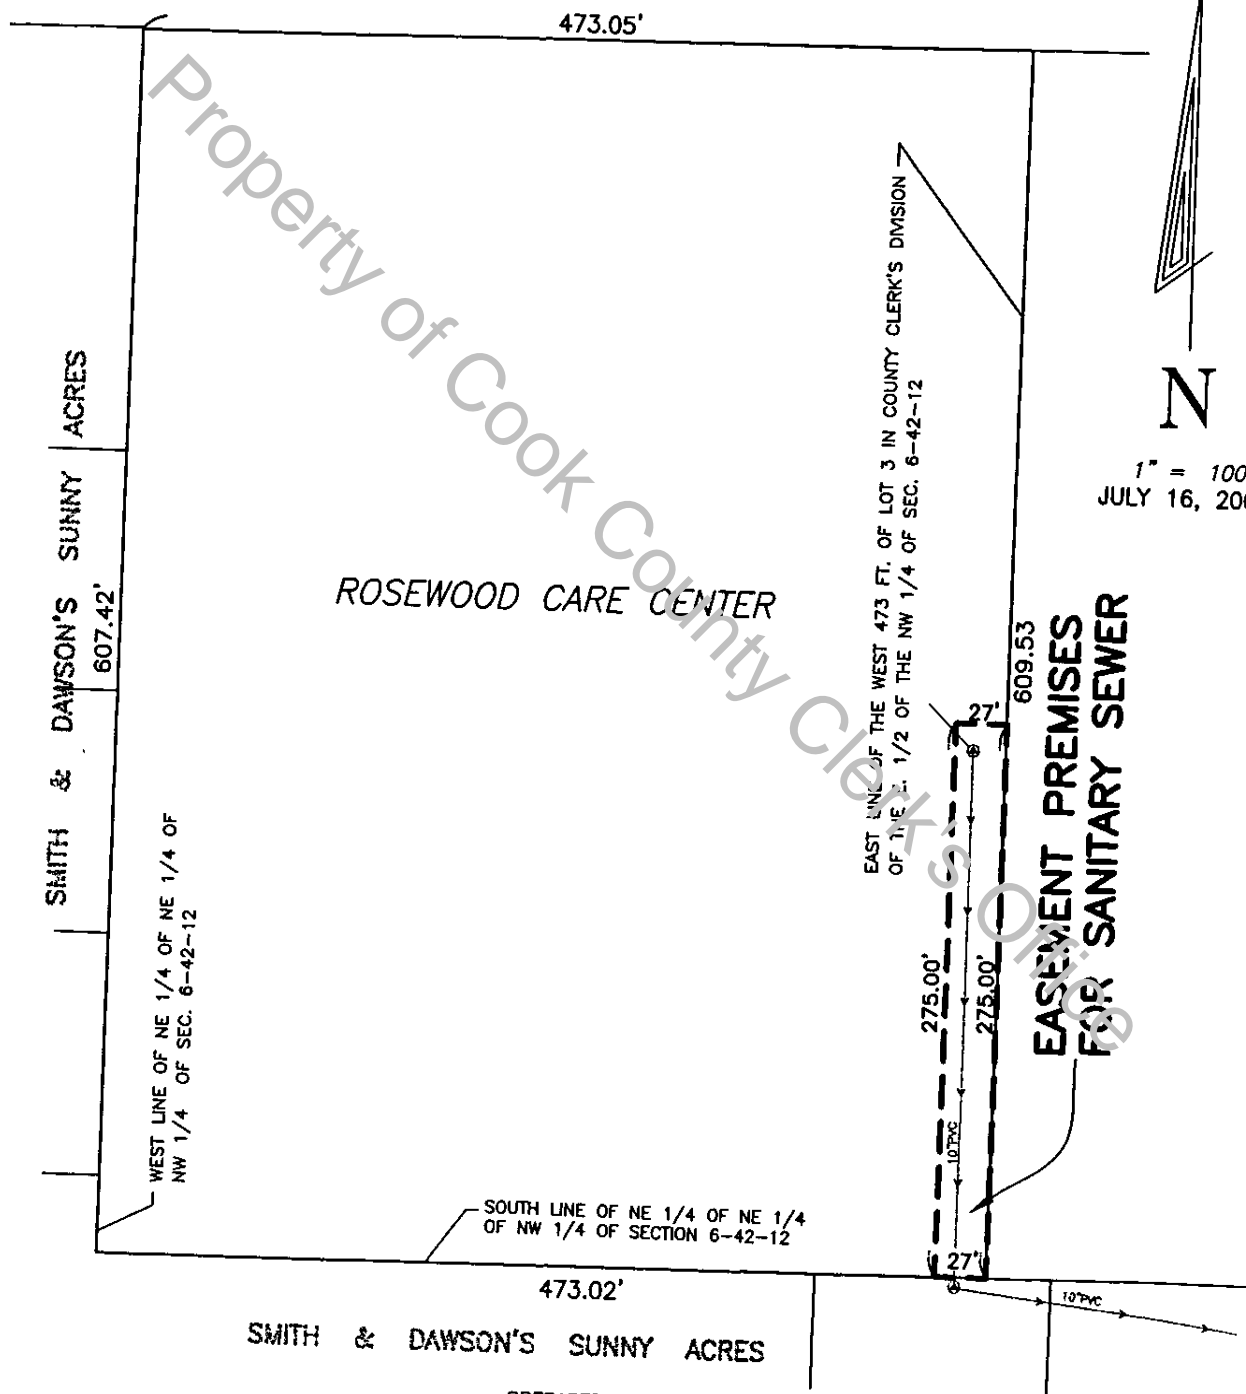 473.05'
Property of Cook County Clerk's Office
EAST LINE OF THE WEST 473 FT. OF LOT 3 IN COUNTY CLERK'S DIVISION
OF THE E. 1/2 OF THE NW 1/4 OF SEC. 6-42-12
N
1" = 100
JULY 16, 20
SMITH & DAWSON'S SUNNY ACRES
607.42'
ROSEWOOD CARE CENTER
609.53
EASEMENT PREMISES
FOR SANITARY SEWER
27'
275.00'
275.00'
10"PVC
WEST LINE OF NE 1/4 OF NE 1/4 OF
NW 1/4 OF SEC. 6-42-12
SOUTH LINE OF NE 1/4 OF NE 1/4
OF NW 1/4 OF SECTION 6-42-12
27'
473.02'
10"PVC
SMITH & DAWSON'S SUNNY ACRES